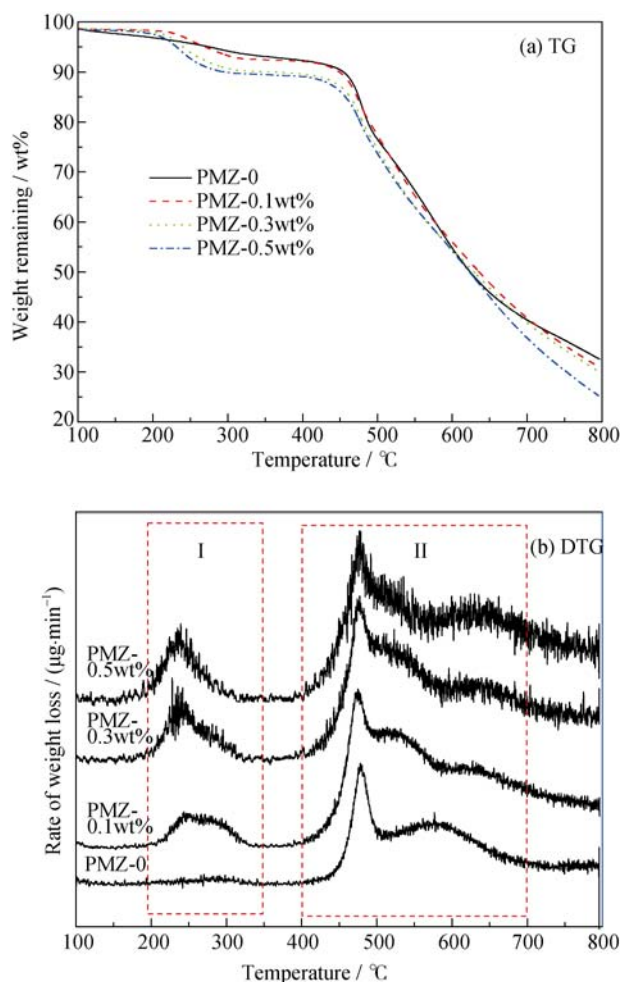 100
90
80
70
60
50
40
30
20
Weight remaining / wt%
(a) TG
PMZ-0
PMZ-0.1wt%
PMZ-0.3wt%
PMZ-0.5wt%
100 200 300 400 500 600 700 800
Temperature / ℃
Rate of weight loss / (μg·min⁻¹)
I
II
(b) DTG
PMZ-
0.5wt%
PMZ-
0.3wt%
PMZ-
0.1wt%
PMZ-0
100 200 300 400 500 600 700 800
Temperature / ℃